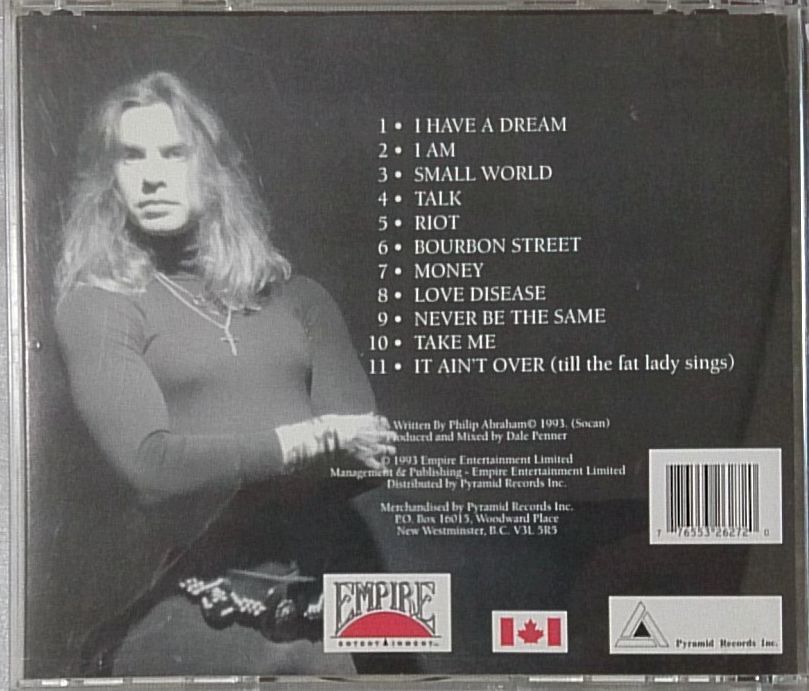 1 • I HAVE A DREAM
2 • I AM
3 • SMALL WORLD
4 • TALK
5 • RIOT
6 • BOURBON STREET
7 • MONEY
8 • LOVE DISEASE
9 • NEVER BE THE SAME
10 • TAKE ME
11 • IT AIN'T OVER (till the fat lady sings)
Written By Philip Abraham© 1993. (Socan)
Produced and Mixed by Dale Penner
© 1993 Empire Entertainment Limited
Management & Publishing - Empire Entertainment Limited
Distributed by Pyramid Records Inc.
Merchandised by Pyramid Records Inc.
P.O. Box 16015, Woodward Place
New Westminster, B.C. V3L 5R5
7 76553 26272 0
EMPIRE
ENTERTAINMENT
Pyramid Records Inc.